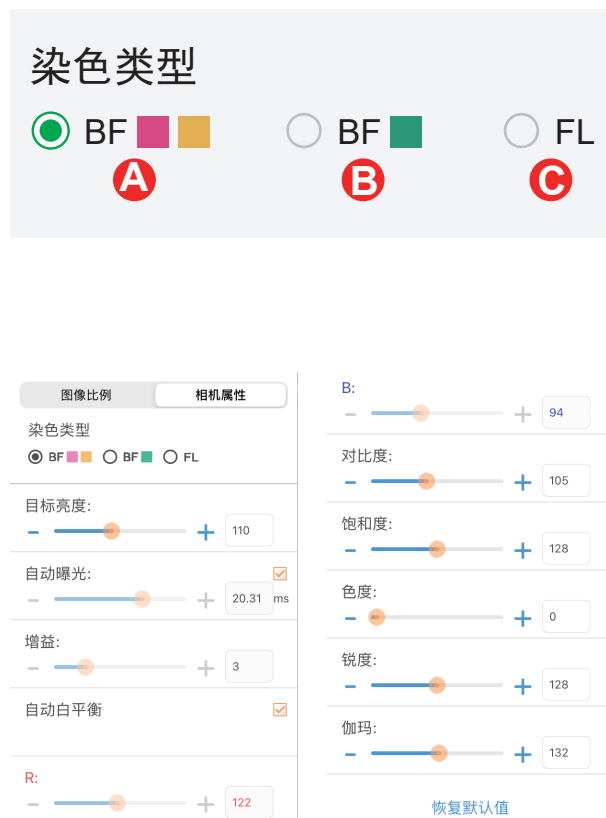 染色类型
BF BF FL
A B C
图像比例 相机属性
染色类型
BF BF FL
目标亮度:
- + 110
自动曝光:
- + 20.31 ms
增益:
- + 3
自动白平衡
R:
- + 122
B:
- + 94
对比度:
- + 105
饱和度:
- + 128
色度:
- + 0
锐度:
- + 128
伽玛:
- + 132
恢复默认值